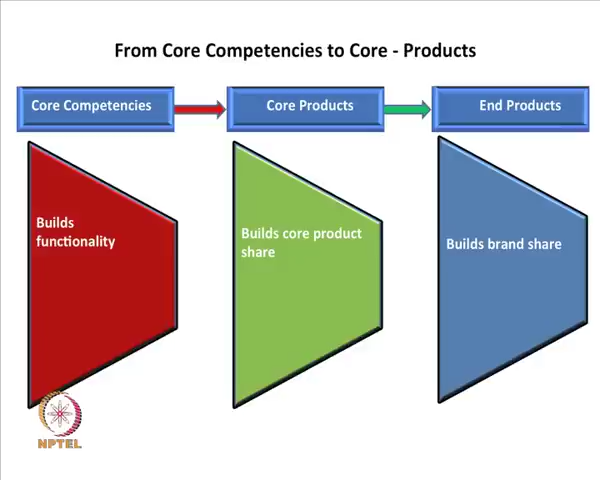 From Core Competencies to Core - Products
Core Competencies
Core Products
End Products
Builds
functionality
Builds core product
share
Builds brand share
NPTEL